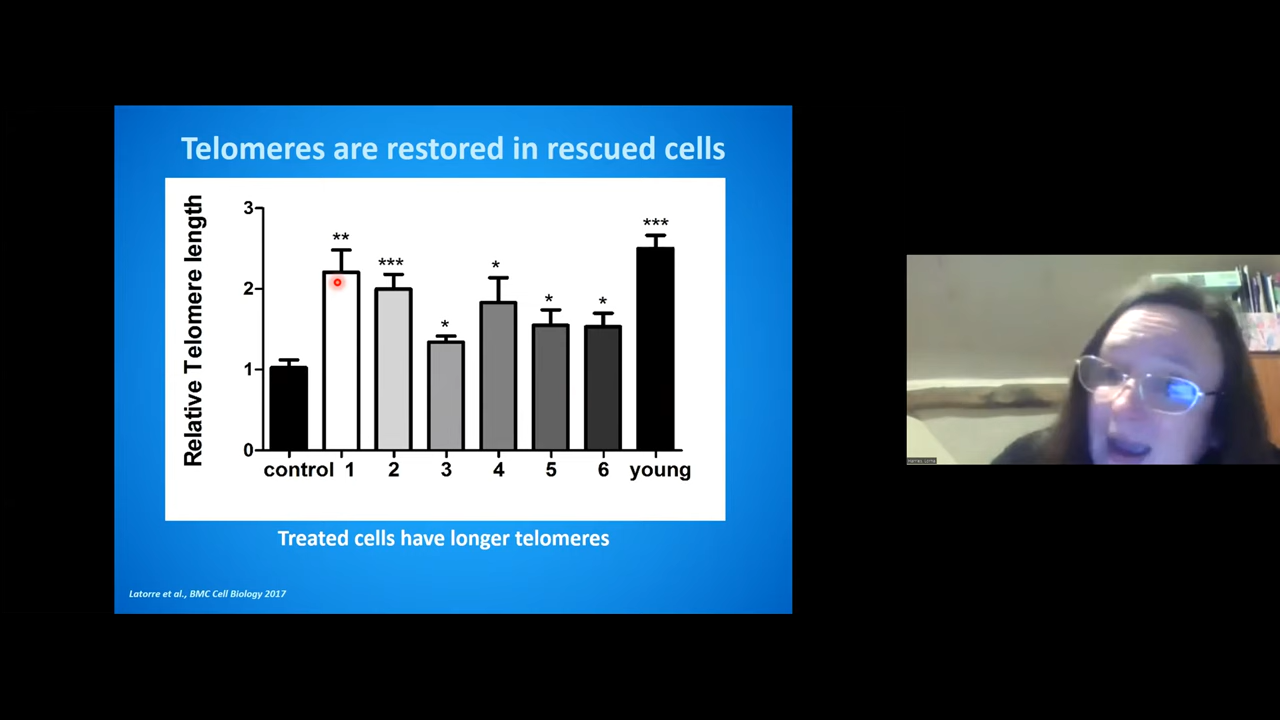 Telomeres are restored in rescued cells
Relative Telomere length
3
2
1
0
**
***
*
*
*
*
***
control 1 2 3 4 5 6 young
Treated cells have longer telomeres
Latorre et al., BMC Cell Biology 2017